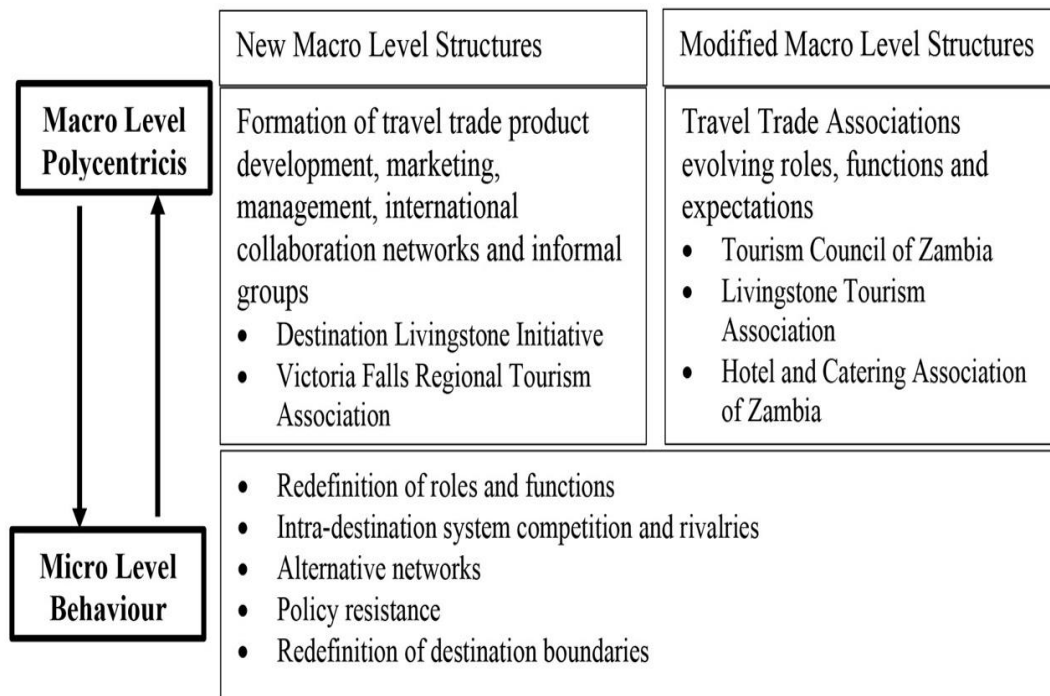 New Macro Level Structures
Modified Macro Level Structures
Macro Level
Polycentricis
Formation of travel trade product
development, marketing,
management, international
collaboration networks and informal
groups
• Destination Livingstone Initiative
• Victoria Falls Regional Tourism
Association
Travel Trade Associations
evolving roles, functions and
expectations
• Tourism Council of Zambia
• Livingstone Tourism
Association
• Hotel and Catering Association
of Zambia
Micro Level
Behaviour
• Redefinition of roles and functions
• Intra-destination system competition and rivalries
• Alternative networks
• Policy resistance
• Redefinition of destination boundaries